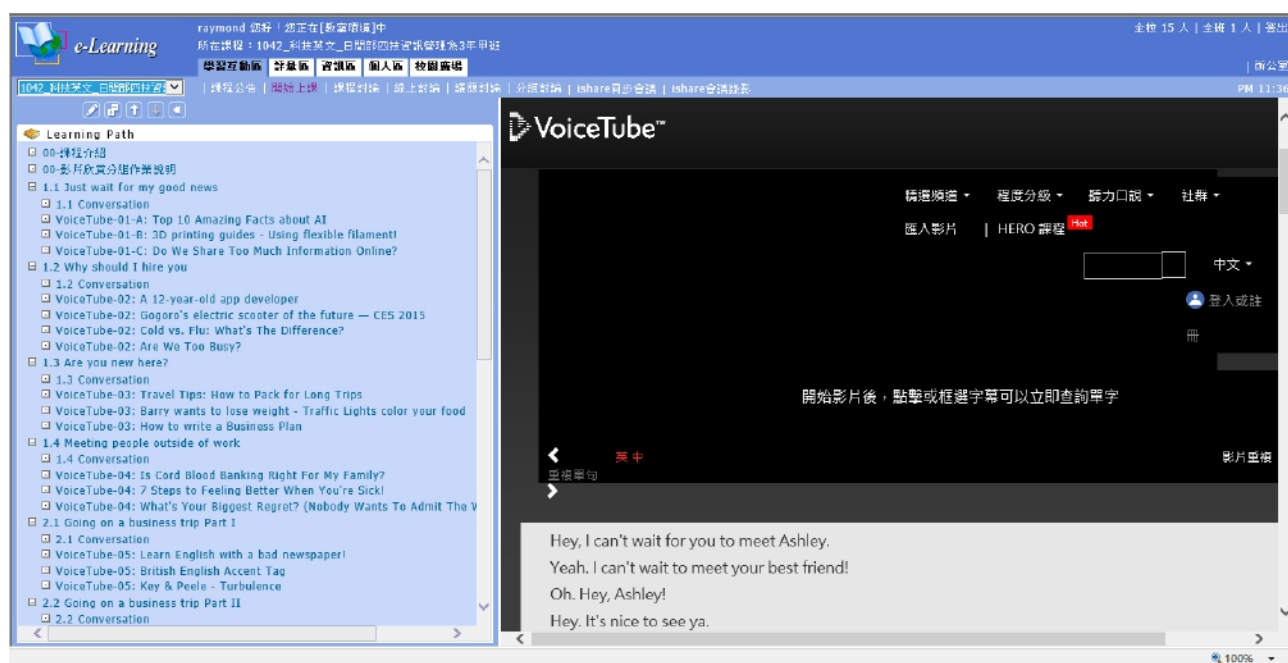 e-Learning
raymond 您好！您正在[教室環境]中
全校 15 人 | 全班 1 人 | 登出
所在課程：1042_科技英文_日間部四技資訊管理系3年甲班
學習互動區 評量區 資訊區 個人區 校園廣場
| 辦公室
1042_科技英文_日間部四技資
| 課程公告 | 開始上課 | 課程討論 | 線上討論 | 議題討論 | 分組討論 | ishare同步會議 | ishare會議錄影
PM 11:36
Learning Path
00-課程介紹
00-影片欣賞分組作業說明
1.1 Just wait for my good news
1.1 Conversation
VoiceTube-01-A: Top 10 Amazing Facts about AI
VoiceTube-01-B: 3D printing guides - Using flexible filament!
VoiceTube-01-C: Do We Share Too Much Information Online?
1.2 Why should I hire you
1.2 Conversation
VoiceTube-02: A 12-year-old app developer
VoiceTube-02: Gogoro's electric scooter of the future — CES 2015
VoiceTube-02: Cold vs. Flu: What's The Difference?
VoiceTube-02: Are We Too Busy?
1.3 Are you new here?
1.3 Conversation
VoiceTube-03: Travel Tips: How to Pack for Long Trips
VoiceTube-03: Barry wants to lose weight - Traffic Lights color your food
VoiceTube-03: How to write a Business Plan
1.4 Meeting people outside of work
1.4 Conversation
VoiceTube-04: Is Cord Blood Banking Right For My Family?
VoiceTube-04: 7 Steps to Feeling Better When You're Sick!
VoiceTube-04: What's Your Biggest Regret? (Nobody Wants To Admit The
2.1 Going on a business trip Part I
2.1 Conversation
VoiceTube-05: Learn English with a bad newspaper!
VoiceTube-05: British English Accent Tag
VoiceTube-05: Key & Peele - Turbulence
2.2 Going on a business trip Part II
2.2 Conversation
VoiceTube™
精選頻道 程度分級 聽力口說 社群
匯入影片 | HERO 課程 Hot
中文
登入或註
冊
開始影片後，點擊或框選字幕可以立即查詢單字
英 中
影片重複
重複單句
Hey, I can't wait for you to meet Ashley.
Yeah. I can't wait to meet your best friend!
Oh. Hey, Ashley!
Hey. It's nice to see ya.
100%